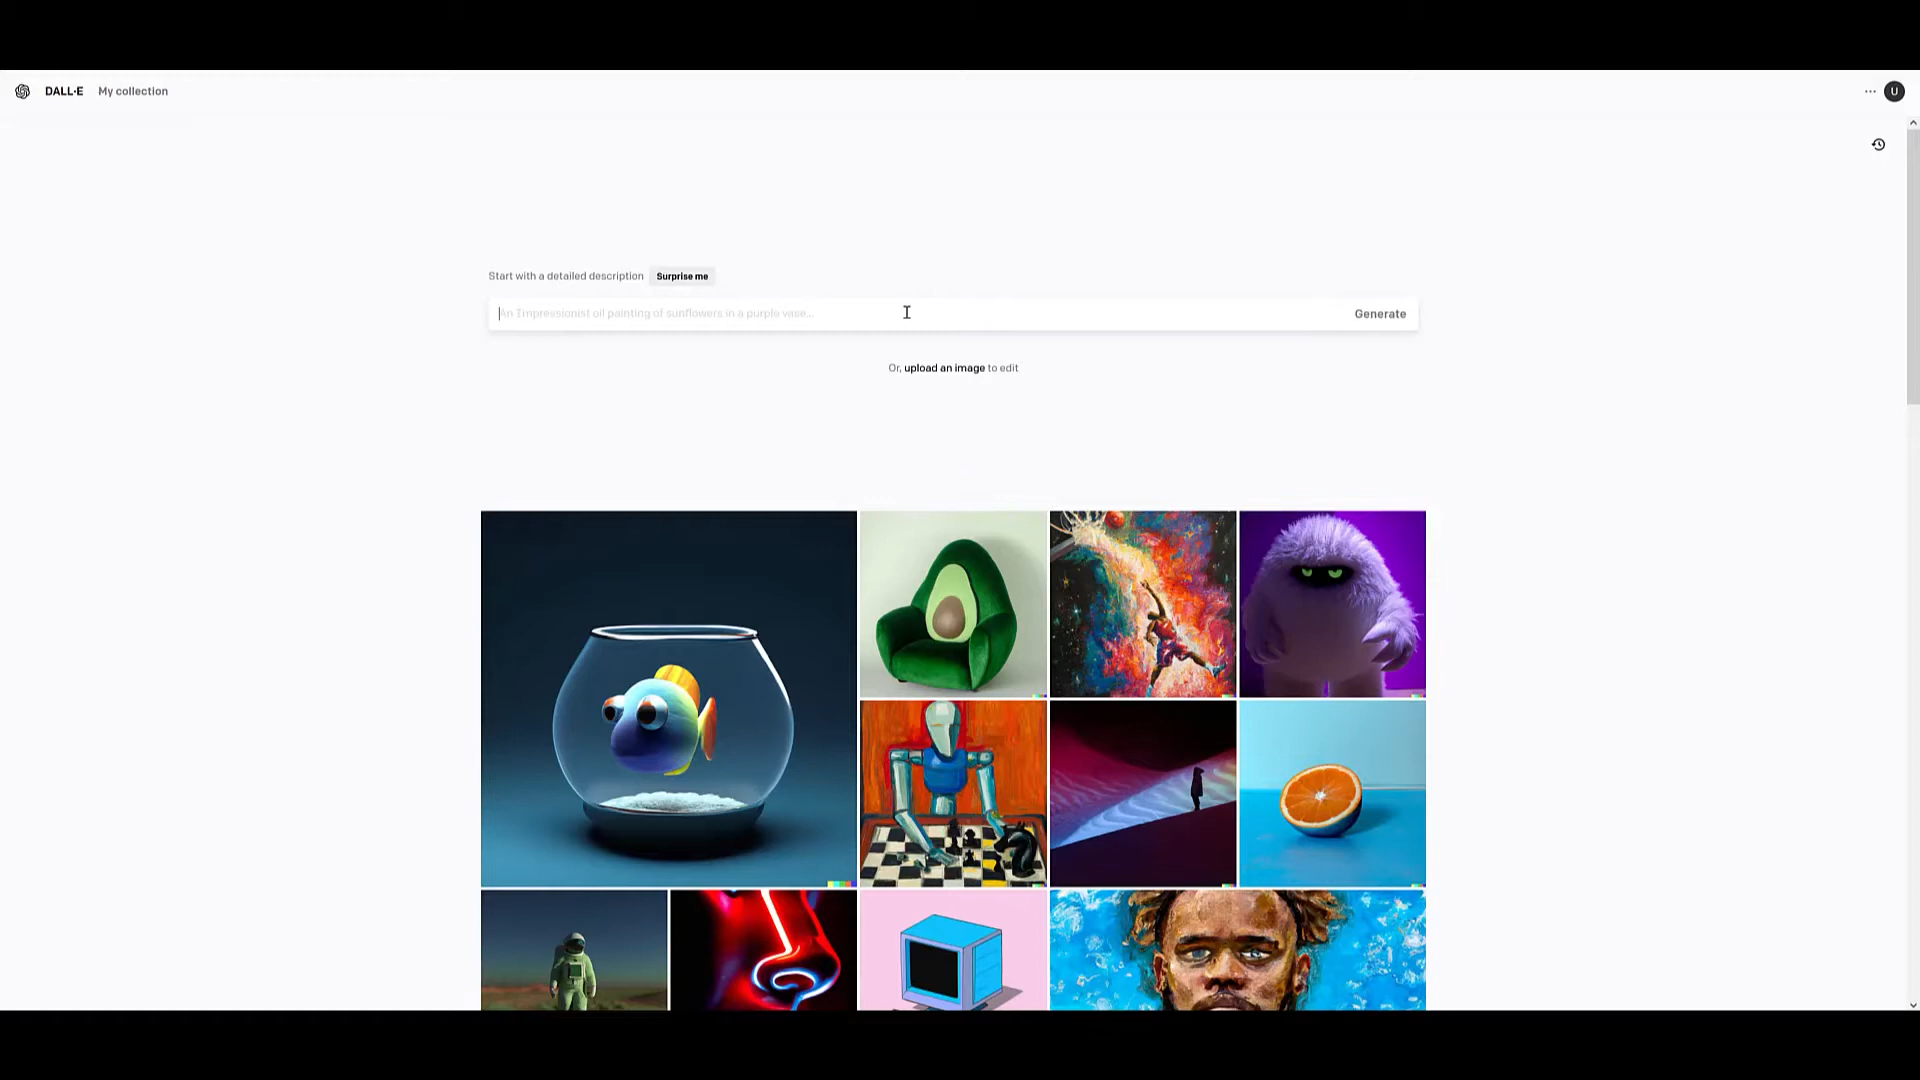 DALL·E My collection
U
Start with a detailed description Surprise me
An Impressionist oil painting of sunflowers in a purple vase...
Generate
Or, upload an image to edit